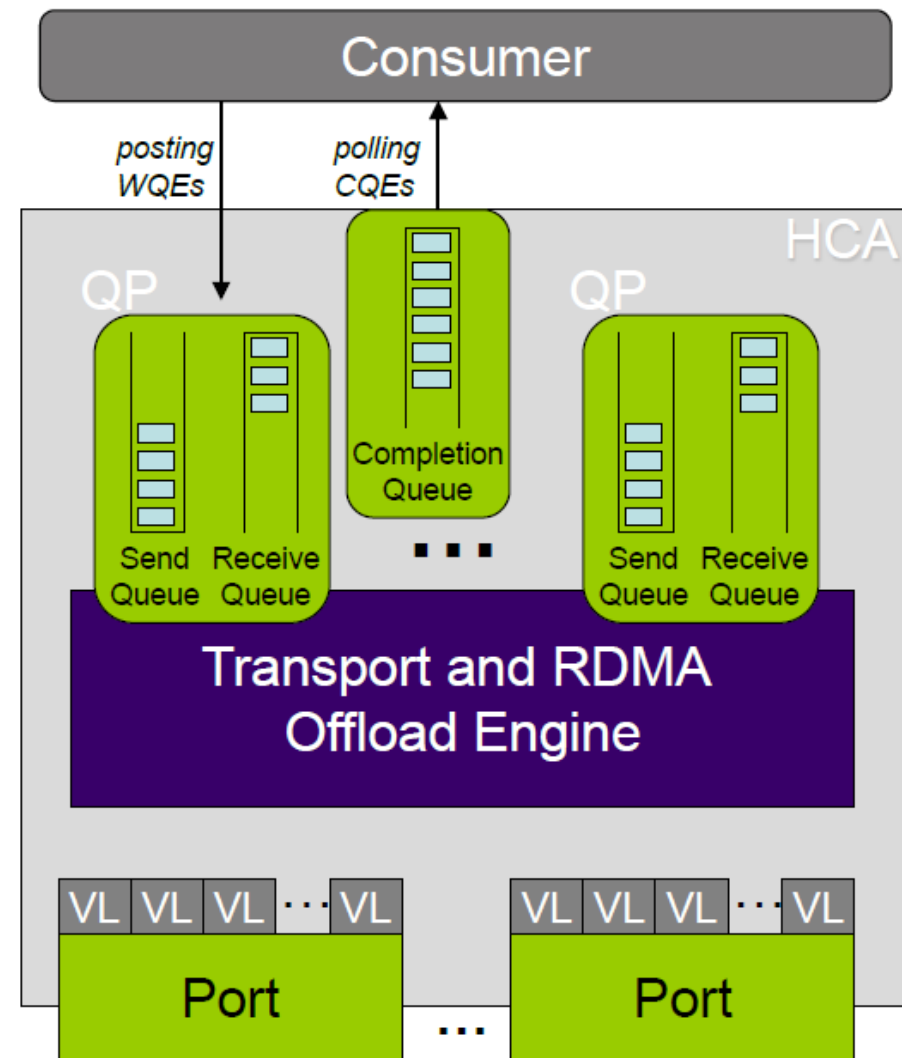 Consumer
posting
WQEs
polling
CQEs
HCA
QP
QP
Completion
Queue
...
Send
Queue
Receive
Queue
Send
Queue
Receive
Queue
Transport and RDMA
Offload Engine
VL VL VL ... VL
VL VL VL ... VL
Port
...
Port